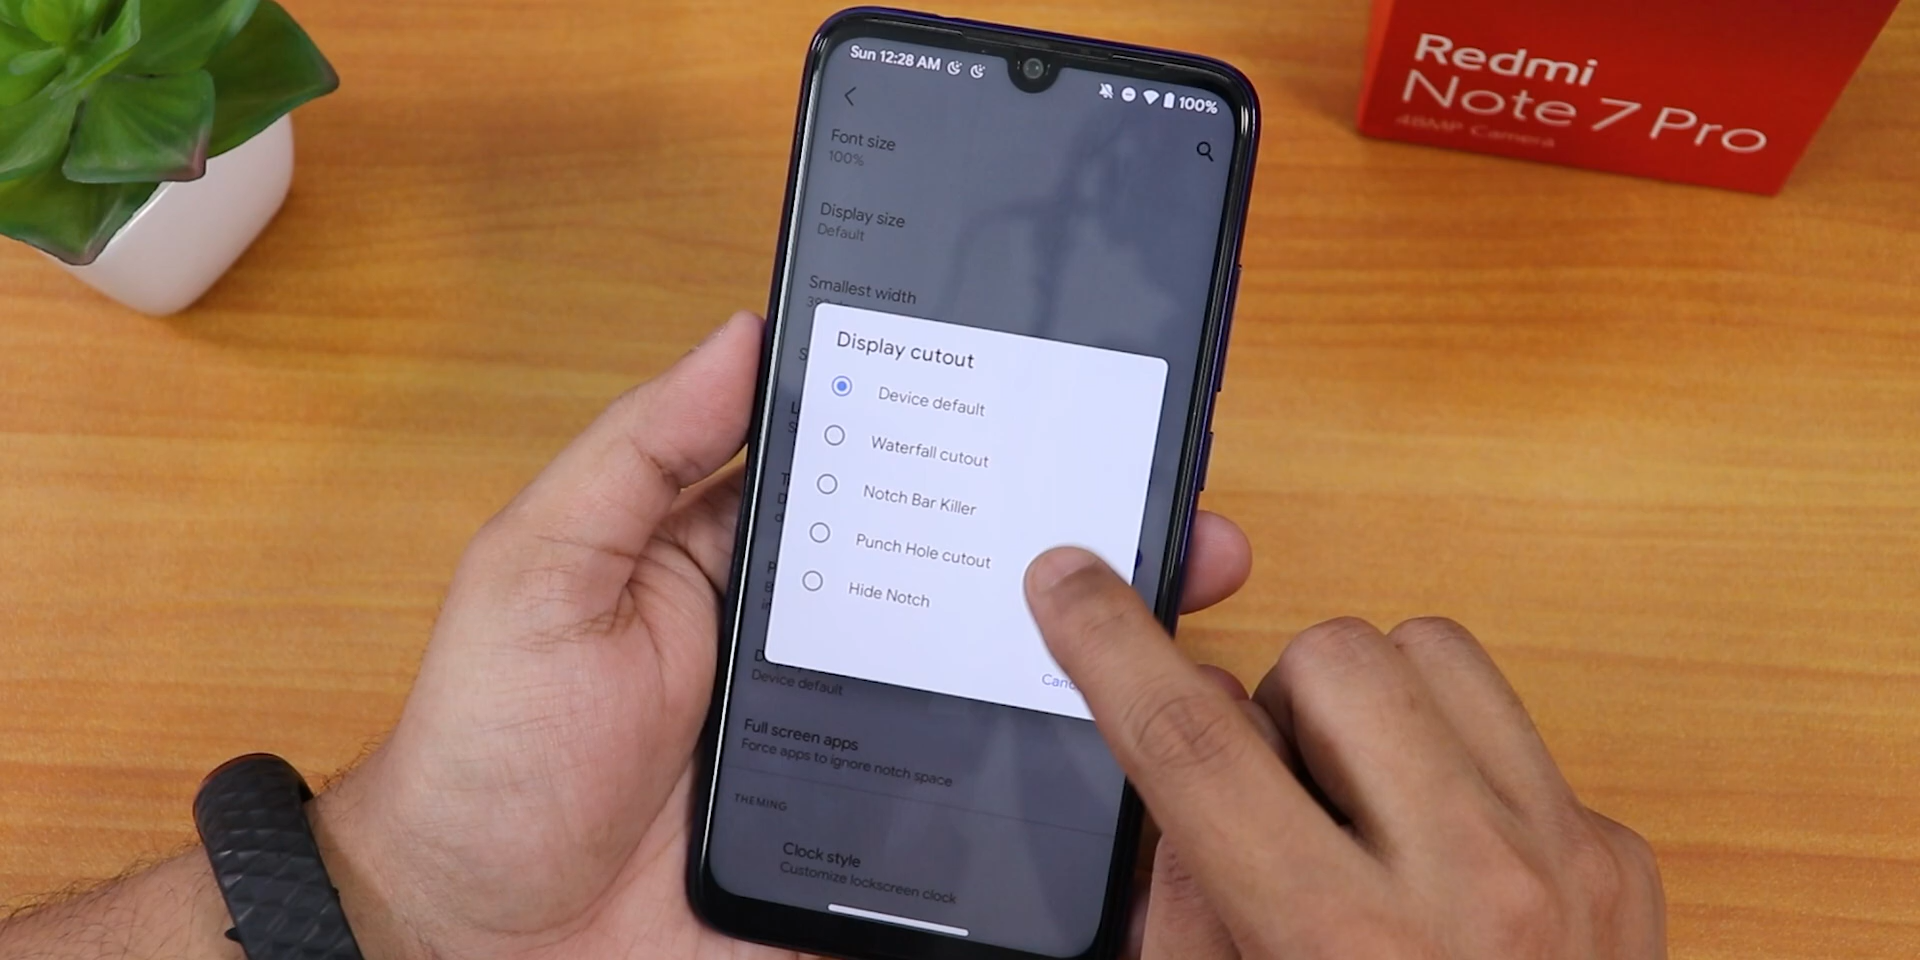 Redmi
Note 7 Pro
48MP Camera
Sun 12:28 AM
100%
Font size
100%
Display size
Default
Smallest width
Display cutout
Device default
Waterfall cutout
Notch Bar Killer
Punch Hole cutout
Hide Notch
Device default
Full screen apps
Force apps to ignore notch space
THEMING
Clock style
Customize lockscreen clock